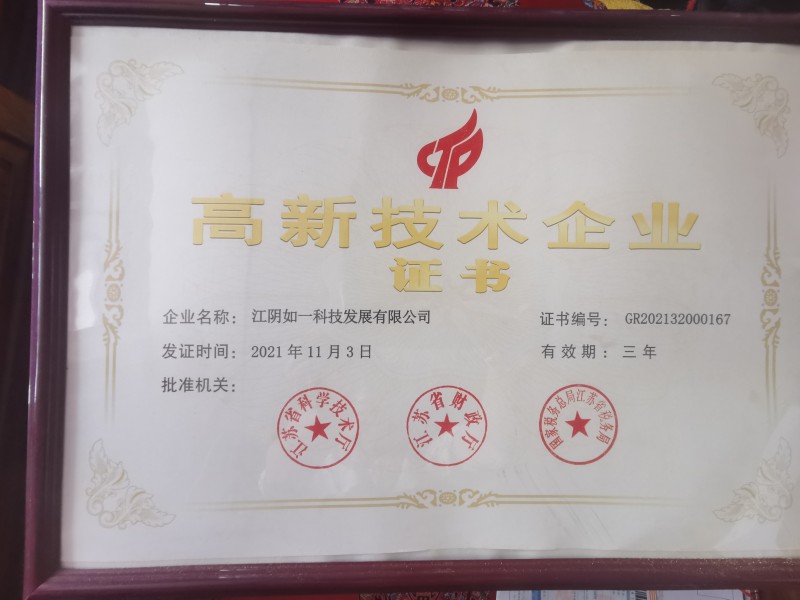 CTP
高新技术企业
证书
企业名称：江阴如一科技发展有限公司
证书编号：GR202132000167
发证时间：2021年11月3日
有效期：三年
批准机关：
江苏省科学技术厅
江苏省财政厅
国家税务总局江苏省税务局